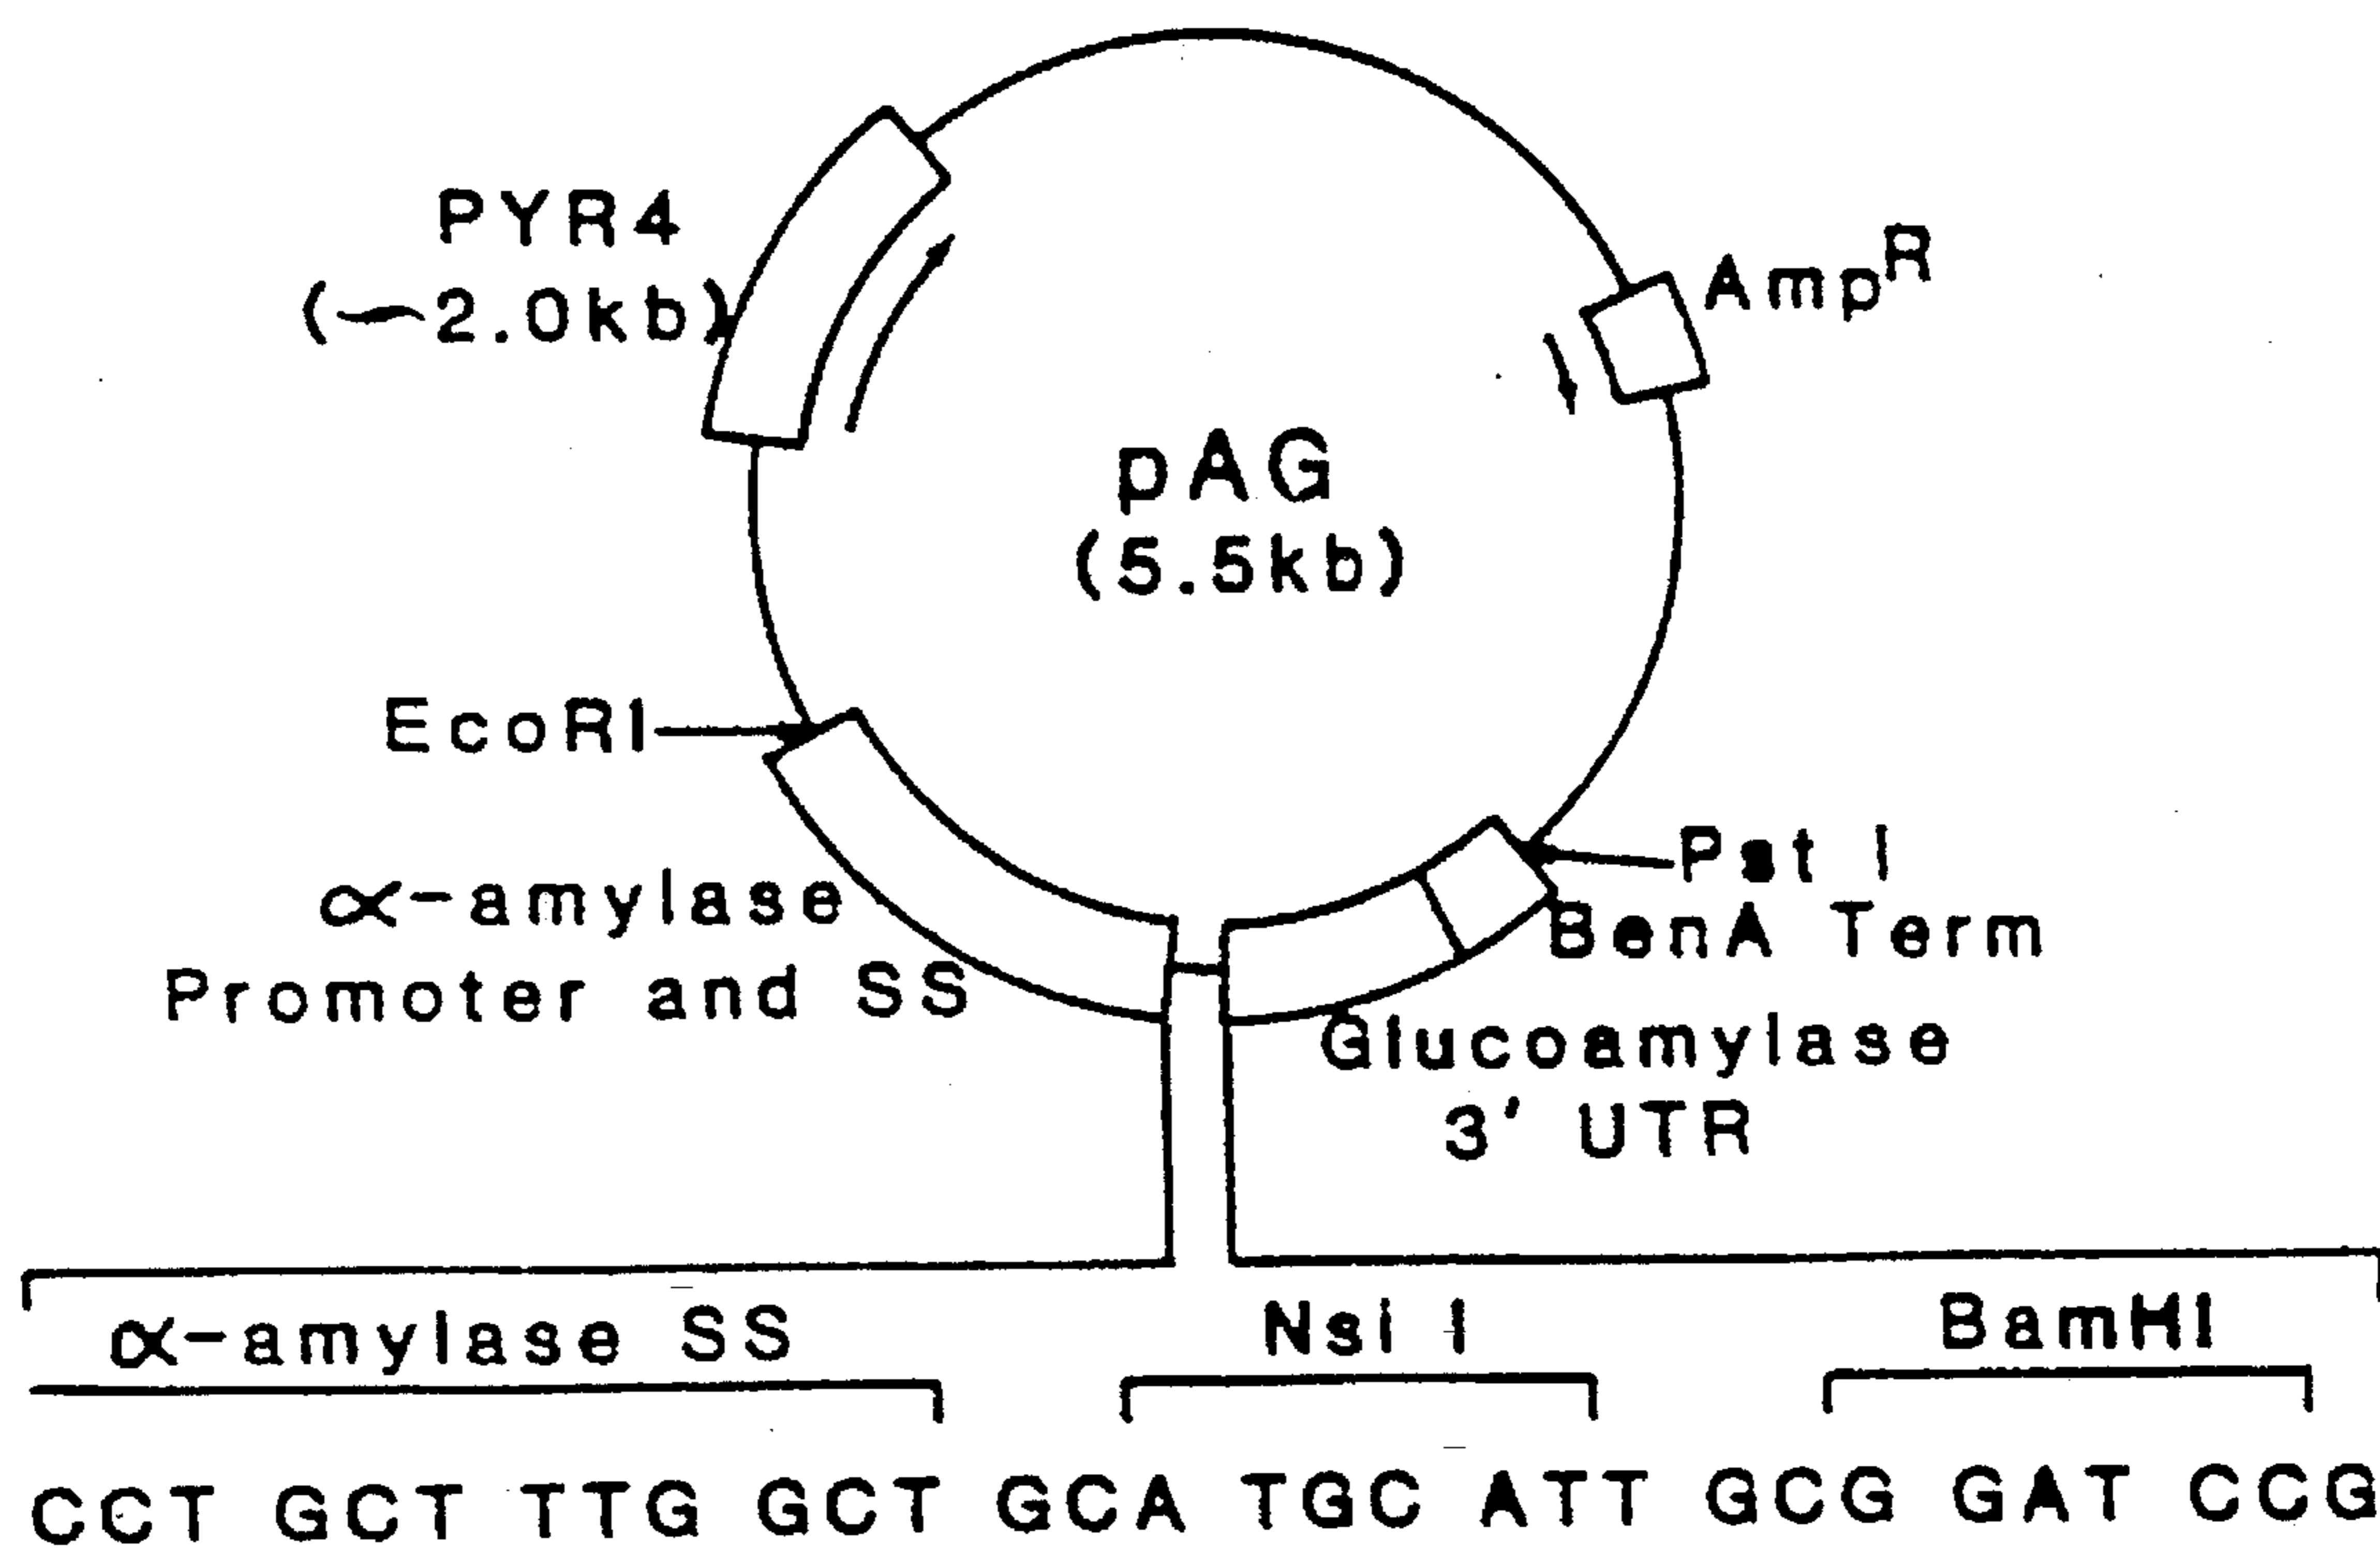 PYR4
(~2.0kb)
Amp^R
pAG
(5.5kb)
EcoRI
Pst I
α-amylase
Promoter and SS
BenA Term
Glucoamylase
3' UTR
α-amylase SS
Nsi I
BamHI
CCT GCT TTG GCT GCA TGC ATT GCG GAT CCG